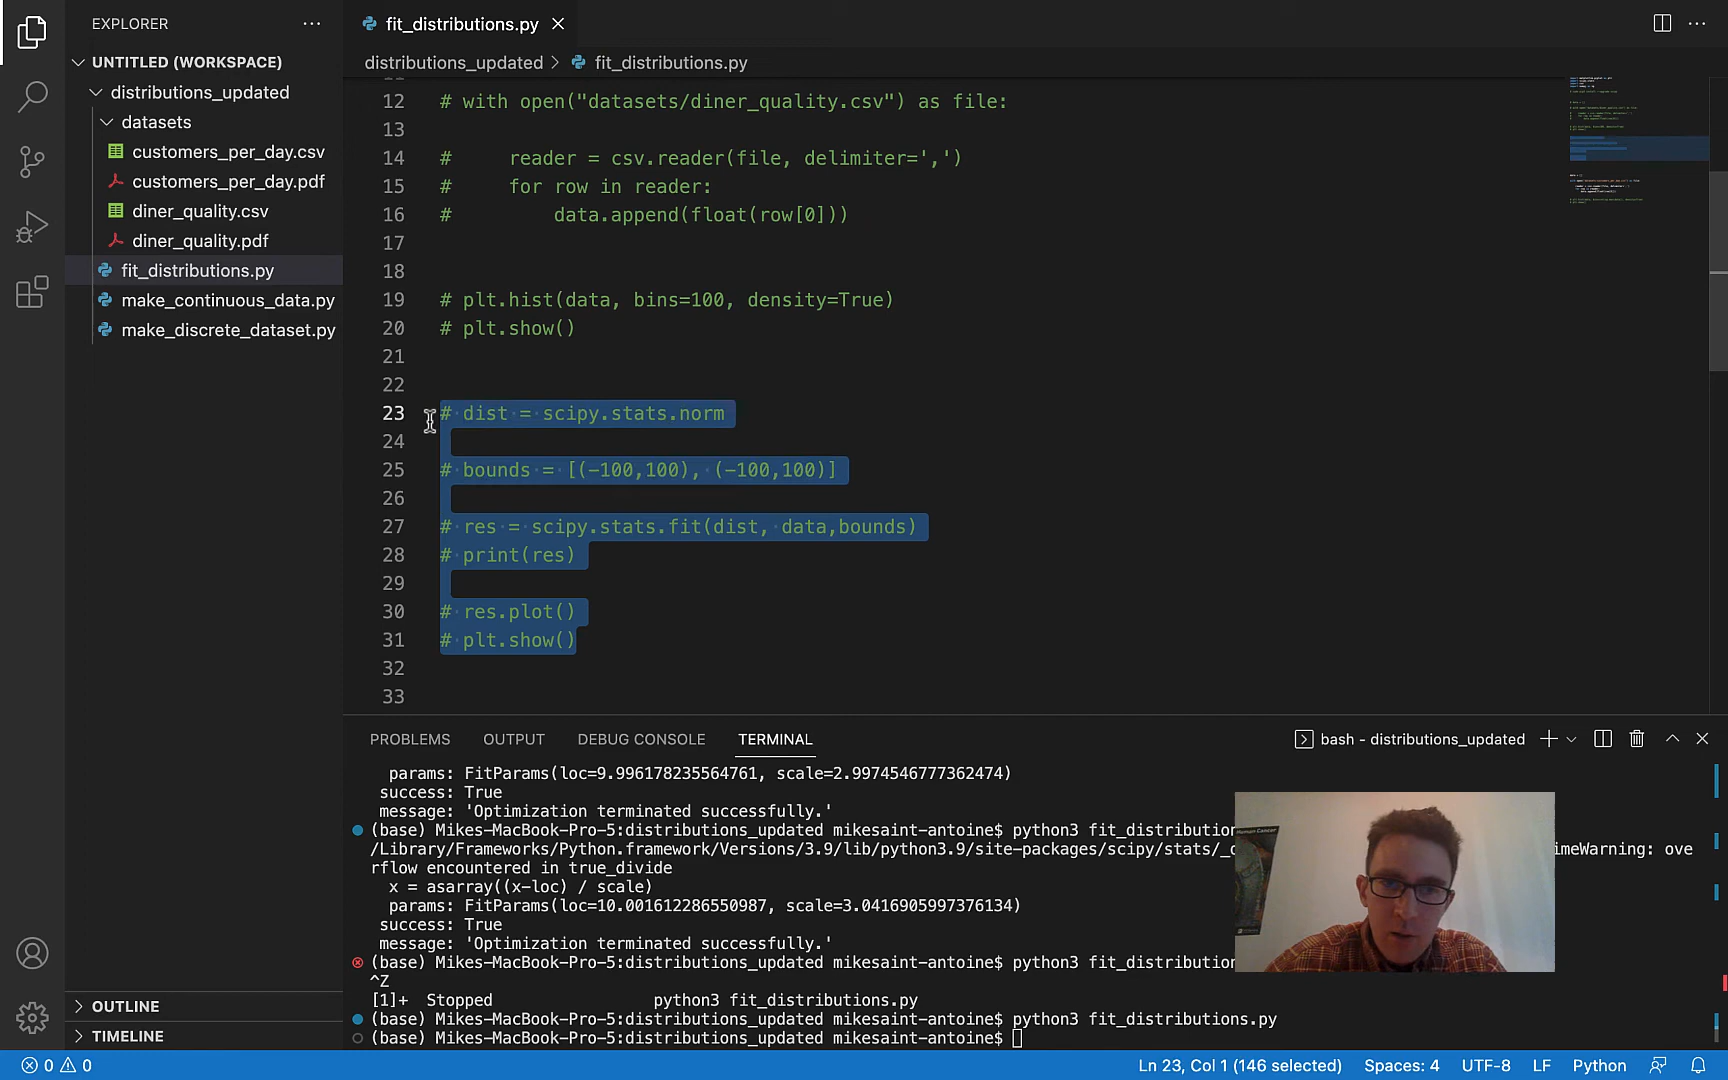 EXPLORER
UNTITLED (WORKSPACE)
distributions_updated
datasets
customers_per_day.csv
customers_per_day.pdf
diner_quality.csv
diner_quality.pdf
fit_distributions.py
make_continuous_data.py
make_discrete_dataset.py
OUTLINE
TIMELINE
fit_distributions.py
distributions_updated > fit_distributions.py
12 # with open("datasets/diner_quality.csv") as file:
13
14 #     reader = csv.reader(file, delimiter=',')
15 #     for row in reader:
16 #         data.append(float(row[0]))
17
18
19 # plt.hist(data, bins=100, density=True)
20 # plt.show()
21
22
23 # dist = scipy.stats.norm
24
25 # bounds = [(-100,100), (-100,100)]
26
27 # res = scipy.stats.fit(dist, data,bounds)
28 # print(res)
29
30 # res.plot()
31 # plt.show()
32
33
PROBLEMS OUTPUT DEBUG CONSOLE TERMINAL
bash - distributions_updated
params: FitParams(loc=9.996178235564761, scale=2.9974546777362474)
success: True
message: 'Optimization terminated successfully.'
(base) Mikes-MacBook-Pro-5:distributions_updated mikesaint-antoine$ python3 fit_distribution
/Library/Frameworks/Python.framework/Versions/3.9/lib/python3.9/site-packages/scipy/stats/_ imeWarning: ove
rflow encountered in true_divide
x = asarray((x-loc) / scale)
params: FitParams(loc=10.001612286550987, scale=3.0416905997376134)
success: True
message: 'Optimization terminated successfully.'
(base) Mikes-MacBook-Pro-5:distributions_updated mikesaint-antoine$ python3 fit_distribution
^Z
[1]+  Stopped                 python3 fit_distributions.py
(base) Mikes-MacBook-Pro-5:distributions_updated mikesaint-antoine$ python3 fit_distributions.py
(base) Mikes-MacBook-Pro-5:distributions_updated mikesaint-antoine$
Human Cancer
0 0 Ln 23, Col 1 (146 selected) Spaces: 4 UTF-8 LF Python